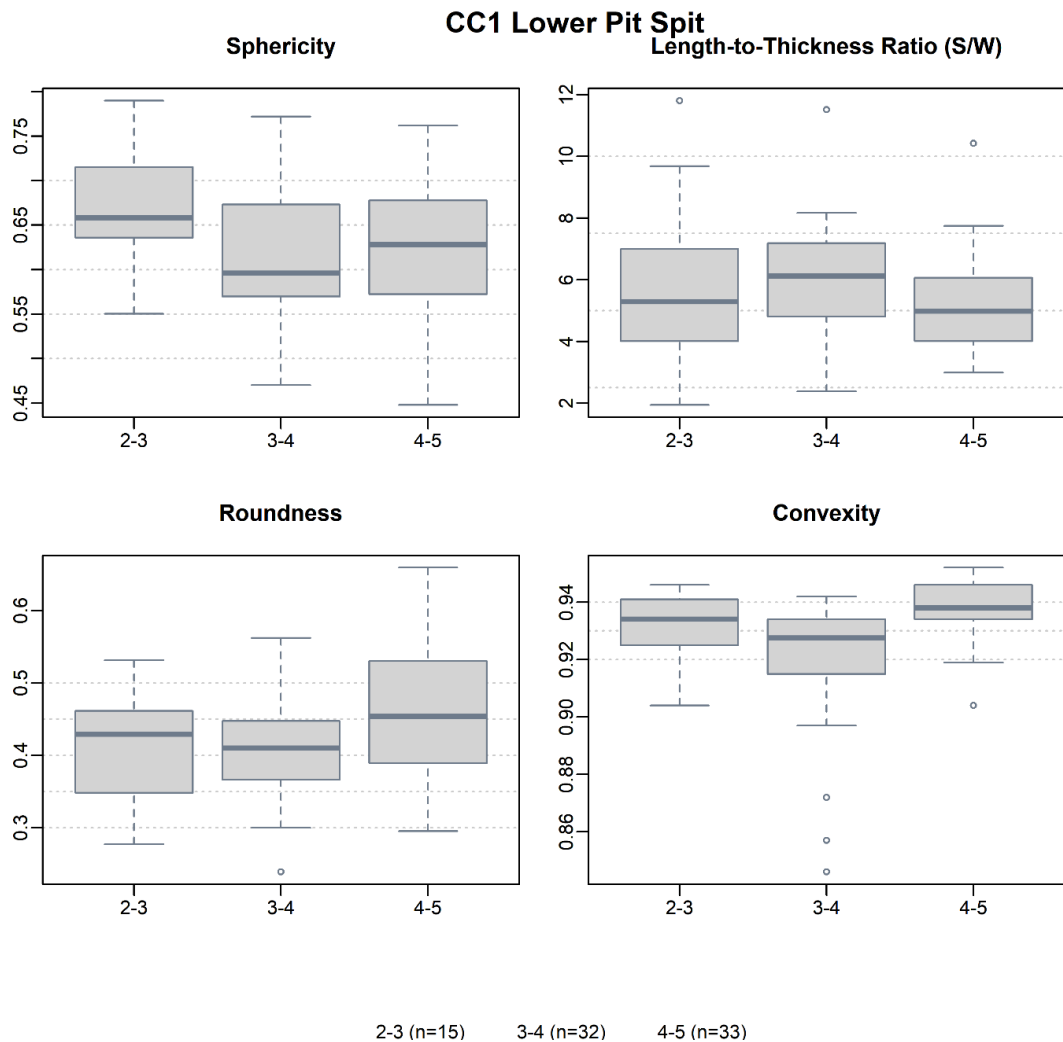 CC1 Lower Pit Spit
Sphericity
0.75
0.65
0.55
0.45
2-3 3-4 4-5
Length-to-Thickness Ratio (S/W)
12
10
8
6
4
2
2-3 3-4 4-5
Roundness
0.6
0.5
0.4
0.3
2-3 3-4 4-5
Convexity
0.94
0.92
0.90
0.88
0.86
2-3 3-4 4-5
2-3 (n=15) 3-4 (n=32) 4-5 (n=33)